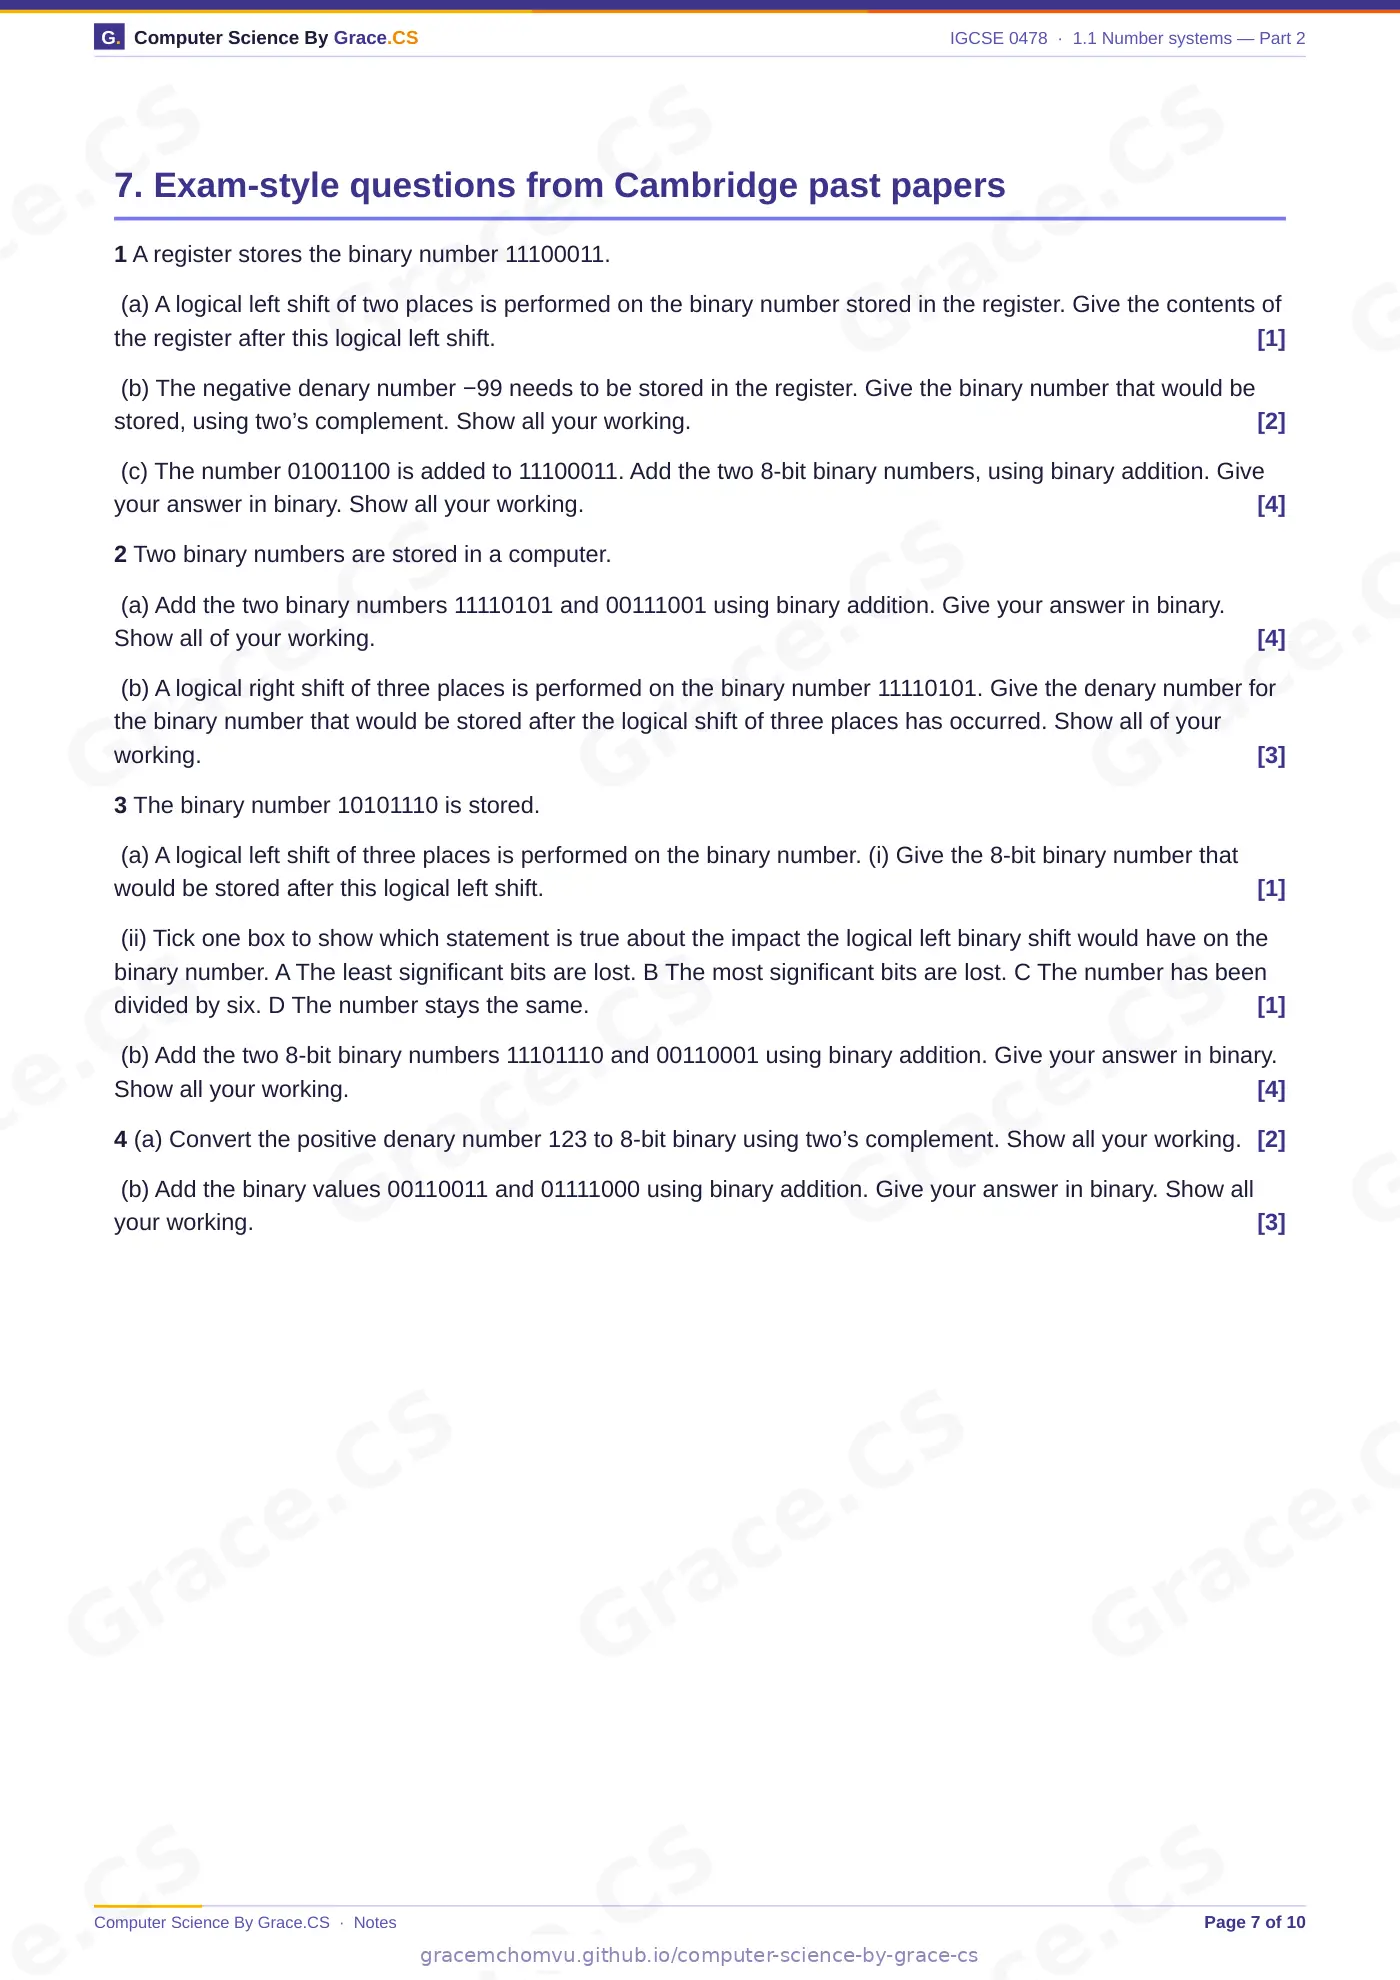 G. Computer Science By Grace.CS
IGCSE 0478 · 1.1 Number systems — Part 2
7. Exam-style questions from Cambridge past papers
1 A register stores the binary number 11100011.
(a) A logical left shift of two places is performed on the binary number stored in the register. Give the contents of
the register after this logical left shift. [1]
(b) The negative denary number −99 needs to be stored in the register. Give the binary number that would be
stored, using two’s complement. Show all your working. [2]
(c) The number 01001100 is added to 11100011. Add the two 8-bit binary numbers, using binary addition. Give
your answer in binary. Show all your working. [4]
2 Two binary numbers are stored in a computer.
(a) Add the two binary numbers 11110101 and 00111001 using binary addition. Give your answer in binary.
Show all of your working. [4]
(b) A logical right shift of three places is performed on the binary number 11110101. Give the denary number for
the binary number that would be stored after the logical shift of three places has occurred. Show all of your
working. [3]
3 The binary number 10101110 is stored.
(a) A logical left shift of three places is performed on the binary number. (i) Give the 8-bit binary number that
would be stored after this logical left shift. [1]
(ii) Tick one box to show which statement is true about the impact the logical left binary shift would have on the
binary number. A The least significant bits are lost. B The most significant bits are lost. C The number has been
divided by six. D The number stays the same. [1]
(b) Add the two 8-bit binary numbers 11101110 and 00110001 using binary addition. Give your answer in binary.
Show all your working. [4]
4 (a) Convert the positive denary number 123 to 8-bit binary using two’s complement. Show all your working. [2]
(b) Add the binary values 00110011 and 01111000 using binary addition. Give your answer in binary. Show all
your working. [3]
Computer Science By Grace.CS · Notes
Page 7 of 10
gracemchomvu.github.io/computer-science-by-grace-cs